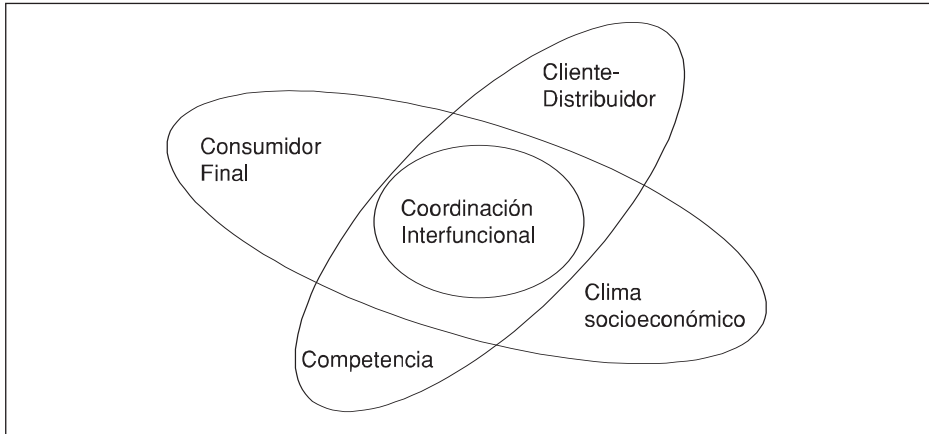 Cliente-
Distribuidor
Consumidor
Final
Coordinación
Interfuncional
Clima
socioeconómico
Competencia